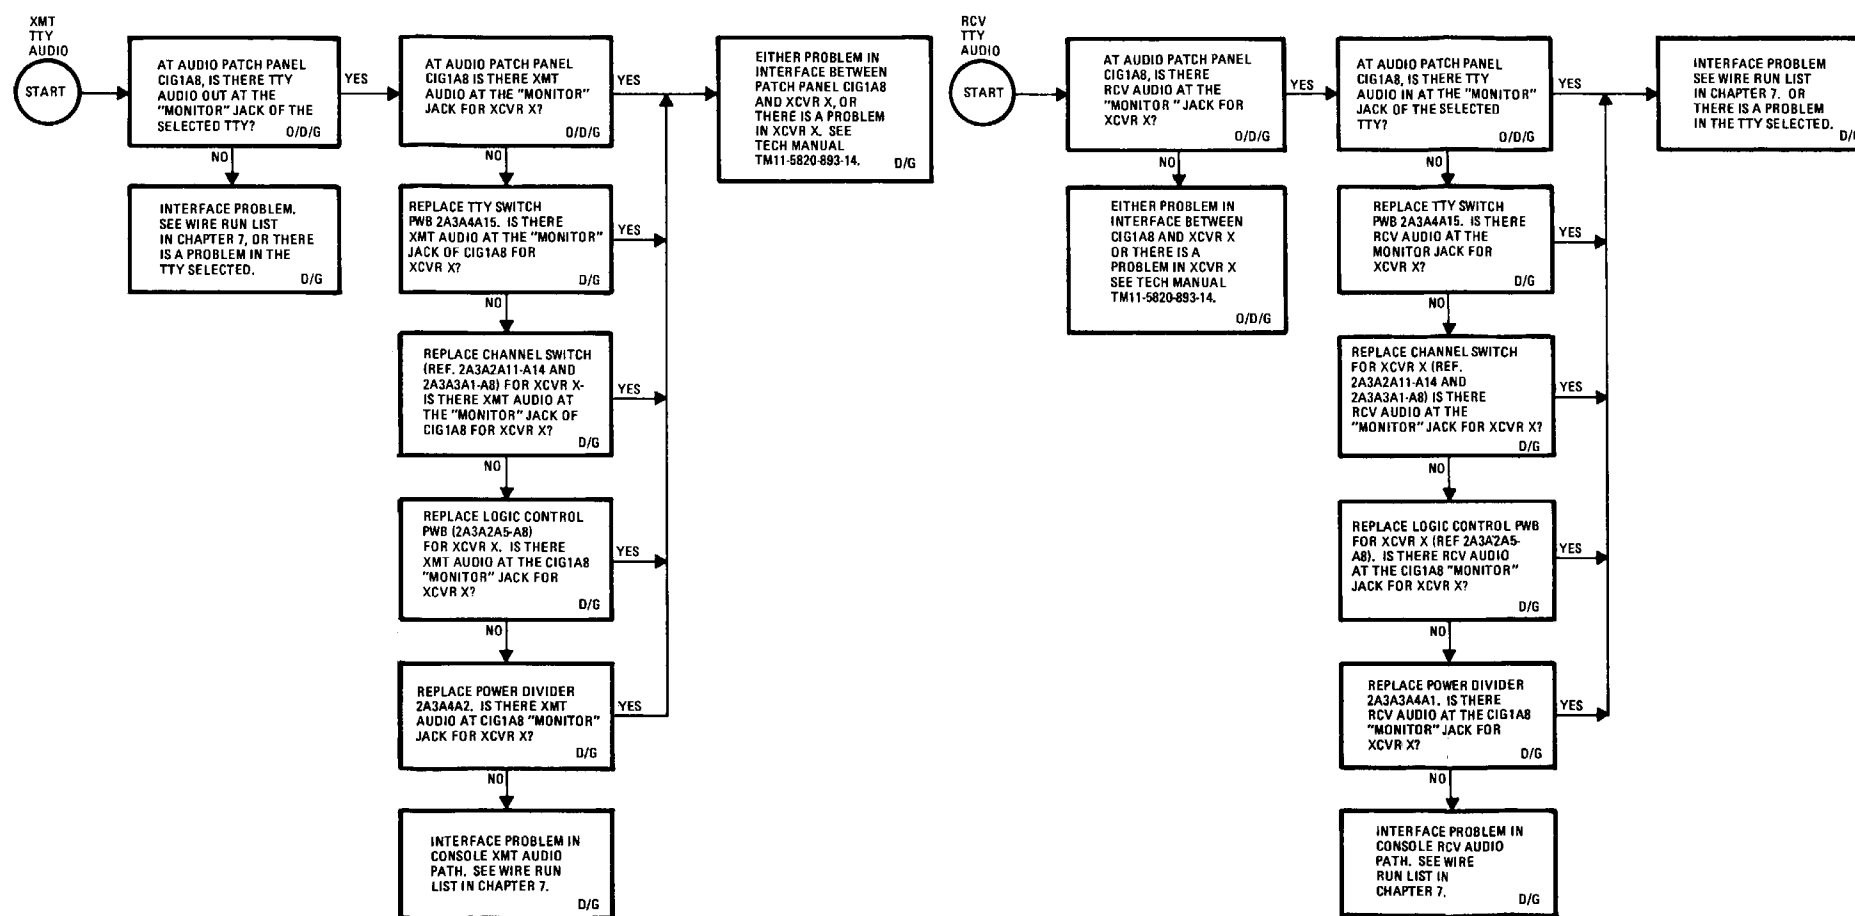 XMT
TTY
AUDIO
START
AT AUDIO PATCH PANEL
CIG1A8, IS THERE TTY
AUDIO OUT AT THE
"MONITOR" JACK OF THE
SELECTED TTY?
O/D/G
YES
NO
INTERFACE PROBLEM.
SEE WIRE RUN LIST
IN CHAPTER 7, OR THERE
IS A PROBLEM IN THE
TTY SELECTED.
D/G
AT AUDIO PATCH PANEL
CIG1A8 IS THERE XMT
AUDIO AT THE "MONITOR"
JACK FOR XCVR X?
O/D/G
YES
NO
EITHER PROBLEM IN
INTERFACE BETWEEN
PATCH PANEL CIG1A8
AND XCVR X, OR
THERE IS A PROBLEM
IN XCVR X. SEE
TECH MANUAL
TM11-5820-893-14.
D/G
REPLACE TTY SWITCH
PWB 2A3A4A15. IS THERE
XMT AUDIO AT THE "MONITOR"
JACK OF CIG1A8 FOR
XCVR X?
D/G
YES
NO
REPLACE CHANNEL SWITCH
(REF. 2A3A2A11-A14 AND
2A3A3A1-A8) FOR XCVR X-
IS THERE XMT AUDIO AT
THE "MONITOR" JACK OF
CIG1A8 FOR XCVR X?
D/G
YES
NO
REPLACE LOGIC CONTROL
PWB (2A3A2A5-A8)
FOR XCVR X. IS THERE
XMT AUDIO AT THE CIG1A8
"MONITOR" JACK FOR
XCVR X?
D/G
YES
NO
REPLACE POWER DIVIDER
2A3A4A2. IS THERE XMT
AUDIO AT CIG1A8 "MONITOR"
JACK FOR XCVR X?
D/G
YES
NO
INTERFACE PROBLEM IN
CONSOLE XMT AUDIO
PATH. SEE WIRE RUN
LIST IN CHAPTER 7.
D/G
RCV
TTY
AUDIO
START
AT AUDIO PATCH PANEL
CIG1A8, IS THERE
RCV AUDIO AT THE
"MONITOR " JACK FOR
XCVR X?
O/D/G
YES
NO
EITHER PROBLEM IN
INTERFACE BETWEEN
CIG1A8 AND XCVR X
OR THERE IS A
PROBLEM IN XCVR X
SEE TECH MANUAL
TM11-5820-893-14.
O/D/G
AT AUDIO PATCH PANEL
CIG1A8, IS THERE TTY
AUDIO IN AT THE "MONITOR"
JACK OF THE SELECTED
TTY?
O/D/G
YES
NO
INTERFACE PROBLEM
SEE WIRE RUN LIST
IN CHAPTER 7. OR
THERE IS A PROBLEM
IN THE TTY SELECTED.
D/G
REPLACE TTY SWITCH
PWB 2A3A4A15. IS THERE
RCV AUDIO AT THE
MONITOR JACK FOR
XCVR X?
D/G
YES
NO
REPLACE CHANNEL SWITCH
FOR XCVR X (REF.
2A3A2A11-A14 AND
2A3A3A1-A8) IS THERE
RCV AUDIO AT THE
"MONITOR" JACK FOR XCVR X?
D/G
YES
NO
REPLACE LOGIC CONTROL PWB
FOR XCVR X (REF 2A3A2A5-
A8). IS THERE RCV AUDIO
AT THE CIG1A8 "MONITOR"
JACK FOR XCVR X?
D/G
YES
NO
REPLACE POWER DIVIDER
2A3A3A4A1. IS THERE
RCV AUDIO AT THE CIG1A8
"MONITOR" JACK FOR
XCVR X?
D/G
YES
NO
INTERFACE PROBLEM IN
CONSOLE RCV AUDIO
PATH. SEE WIRE
RUN LIST IN
CHAPTER 7.
D/G